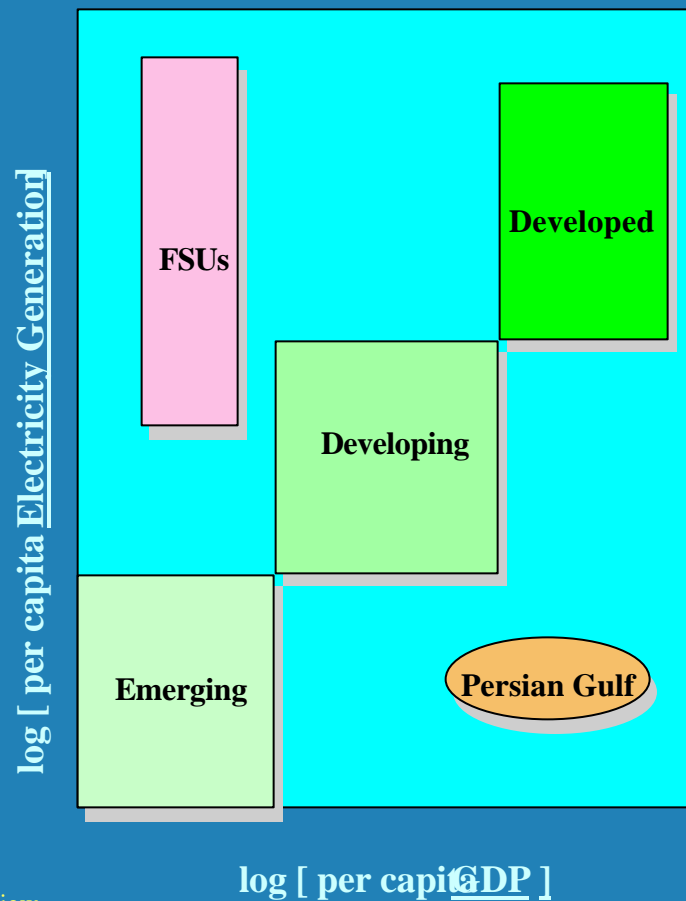 log [ per capita Electricity Generation]
FSUs
Developed
Developing
Emerging
Persian Gulf
log [ per capita GDP ]